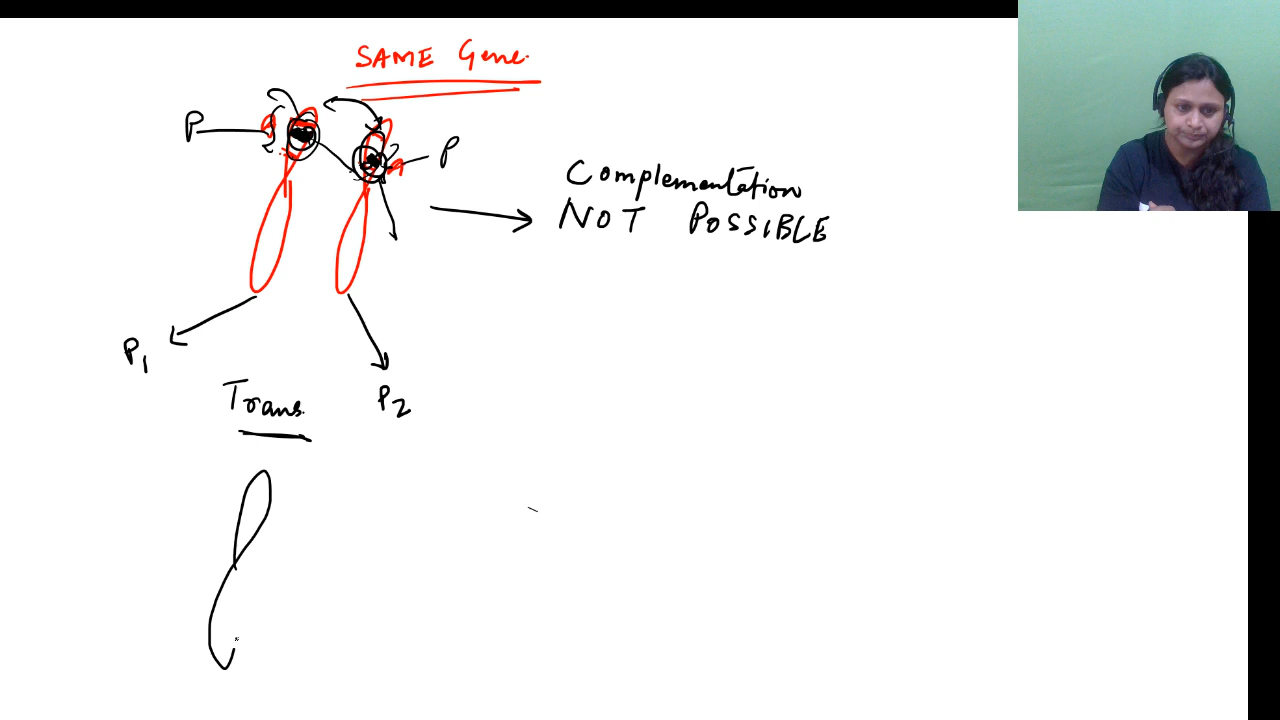 SAME Gene.
P
P
Complementation
NOT POSSIBLE
P1
P2
Trans.